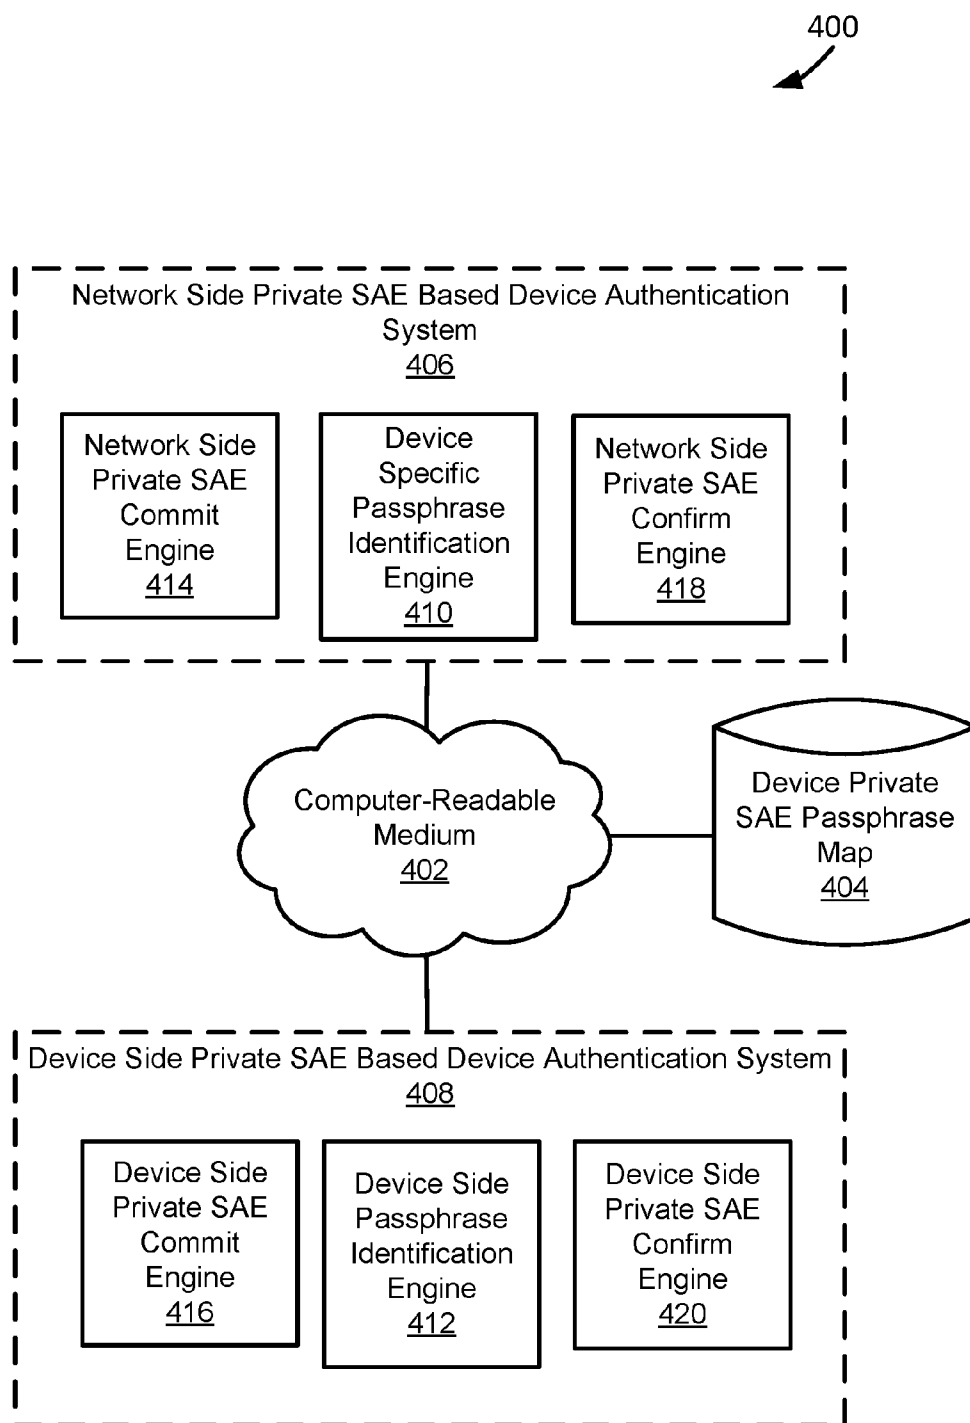 400
Network Side Private SAE Based Device Authentication
System
406
Network Side
Private SAE
Commit
Engine
414
Device
Specific
Passphrase
Identification
Engine
410
Network Side
Private SAE
Confirm
Engine
418
Computer-Readable
Medium
402
Device Private
SAE Passphrase
Map
404
Device Side Private SAE Based Device Authentication System
408
Device Side
Private SAE
Commit
Engine
416
Device Side
Passphrase
Identification
Engine
412
Device Side
Private SAE
Confirm
Engine
420